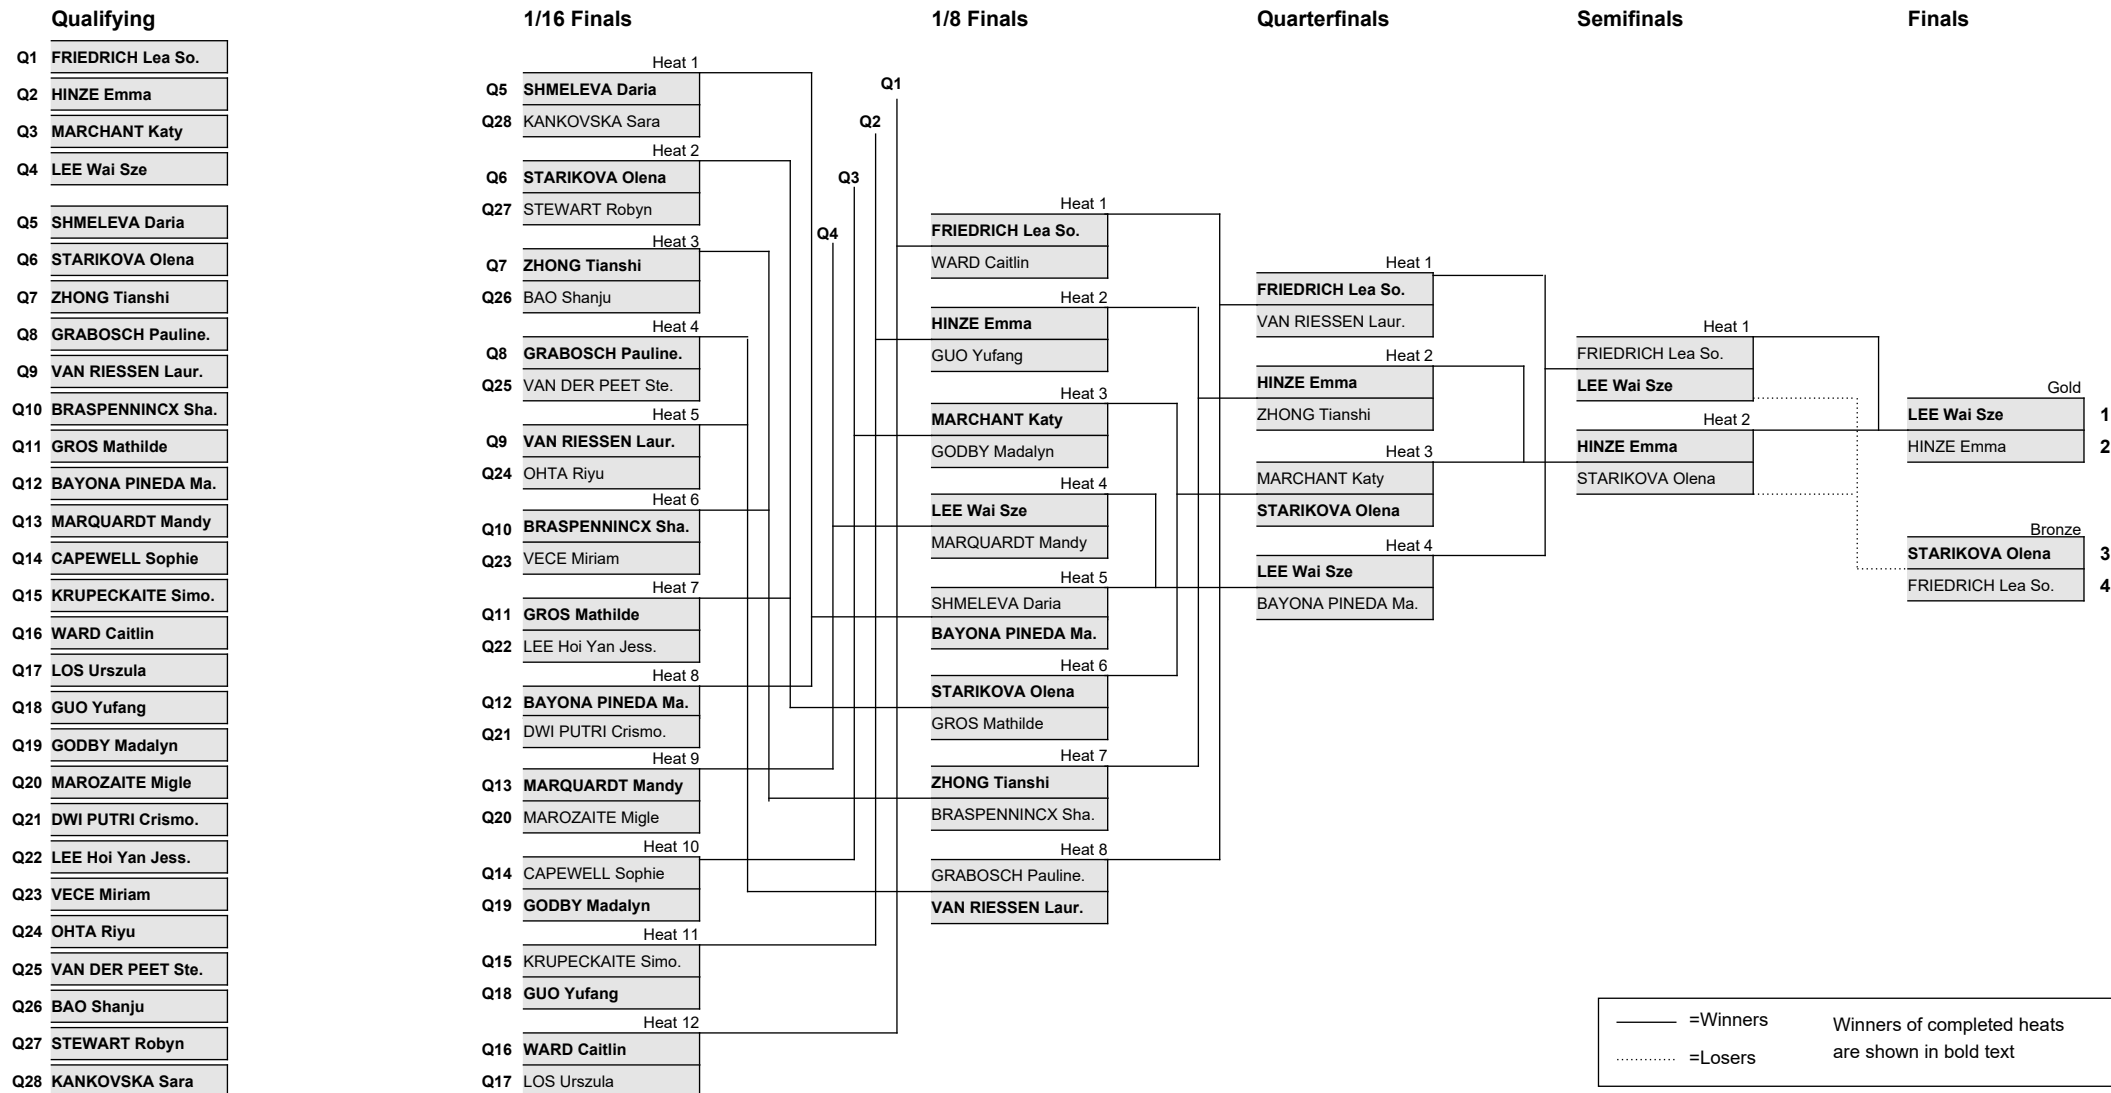 Qualifying
Q1 FRIEDRICH Lea So.
Q2 HINZE Emma
Q3 MARCHANT Katy
Q4 LEE Wai Sze
Q5 SHMELEVA Daria
Q6 STARIKOVA Olena
Q7 ZHONG Tianshi
Q8 GRABOSCH Pauline.
Q9 VAN RIESSEN Laur.
Q10 BRASPENNINCX Sha.
Q11 GROS Mathilde
Q12 BAYONA PINEDA Ma.
Q13 MARQUARDT Mandy
Q14 CAPEWELL Sophie
Q15 KRUPECKAITE Simo.
Q16 WARD Caitlin
Q17 LOS Urszula
Q18 GUO Yufang
Q19 GODBY Madalyn
Q20 MAROZAITE Migle
Q21 DWI PUTRI Crismo.
Q22 LEE Hoi Yan Jess.
Q23 VECE Miriam
Q24 OHTA Riyu
Q25 VAN DER PEET Ste.
Q26 BAO Shanju
Q27 STEWART Robyn
Q28 KANKOVSKA Sara
1/16 Finals
Heat 1
Q5 SHMELEVA Daria
Q28 KANKOVSKA Sara
Heat 2
Q6 STARIKOVA Olena
Q27 STEWART Robyn
Heat 3
Q7 ZHONG Tianshi
Q26 BAO Shanju
Heat 4
Q8 GRABOSCH Pauline.
Q25 VAN DER PEET Ste.
Heat 5
Q9 VAN RIESSEN Laur.
Q24 OHTA Riyu
Heat 6
Q10 BRASPENNINCX Sha.
Q23 VECE Miriam
Heat 7
Q11 GROS Mathilde
Q22 LEE Hoi Yan Jess.
Heat 8
Q12 BAYONA PINEDA Ma.
Q21 DWI PUTRI Crismo.
Heat 9
Q13 MARQUARDT Mandy
Q20 MAROZAITE Migle
Heat 10
Q14 CAPEWELL Sophie
Q19 GODBY Madalyn
Heat 11
Q15 KRUPECKAITE Simo.
Q18 GUO Yufang
Heat 12
Q16 WARD Caitlin
Q17 LOS Urszula
Q1
Q2
Q3
Q4
1/8 Finals
Heat 1
FRIEDRICH Lea So.
WARD Caitlin
Heat 2
HINZE Emma
GUO Yufang
Heat 3
MARCHANT Katy
GODBY Madalyn
Heat 4
LEE Wai Sze
MARQUARDT Mandy
Heat 5
SHMELEVA Daria
BAYONA PINEDA Ma.
Heat 6
STARIKOVA Olena
GROS Mathilde
Heat 7
ZHONG Tianshi
BRASPENNINCX Sha.
Heat 8
GRABOSCH Pauline.
VAN RIESSEN Laur.
Quarterfinals
Heat 1
FRIEDRICH Lea So.
VAN RIESSEN Laur.
Heat 2
HINZE Emma
ZHONG Tianshi
Heat 3
MARCHANT Katy
STARIKOVA Olena
Heat 4
LEE Wai Sze
BAYONA PINEDA Ma.
Semifinals
Heat 1
FRIEDRICH Lea So.
LEE Wai Sze
Heat 2
HINZE Emma
STARIKOVA Olena
Finals
Gold
LEE Wai Sze 1
HINZE Emma 2
Bronze
STARIKOVA Olena 3
FRIEDRICH Lea So. 4
=Winners
=Losers
Winners of completed heats
are shown in bold text